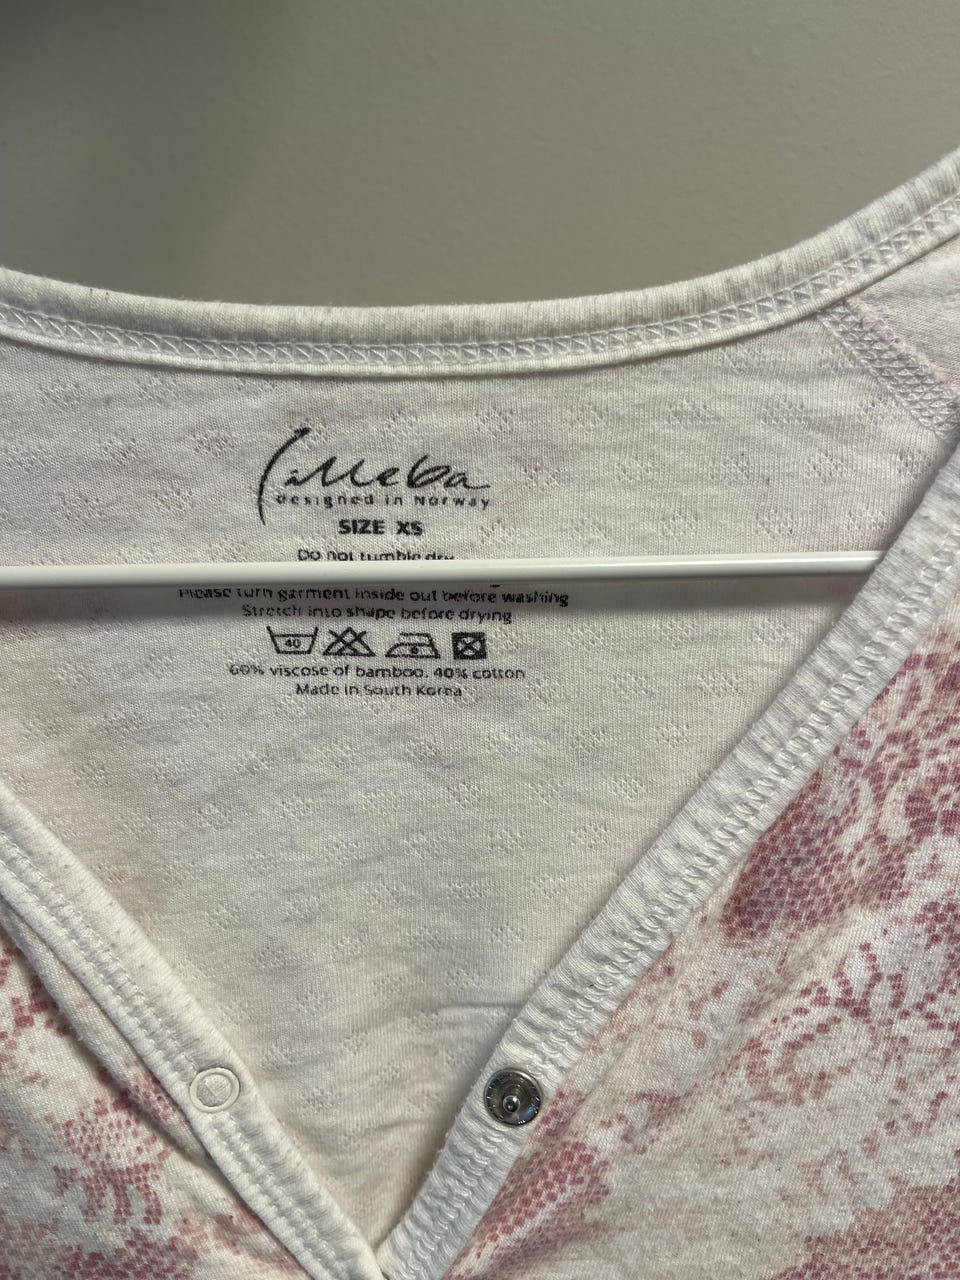 Milleba
designed in Norway
SIZE XS
Do not tumble dry
Please turn garment inside out before washing
Stretch into shape before drying
40
60% viscose of bamboo, 40% cotton
Made in South Korea